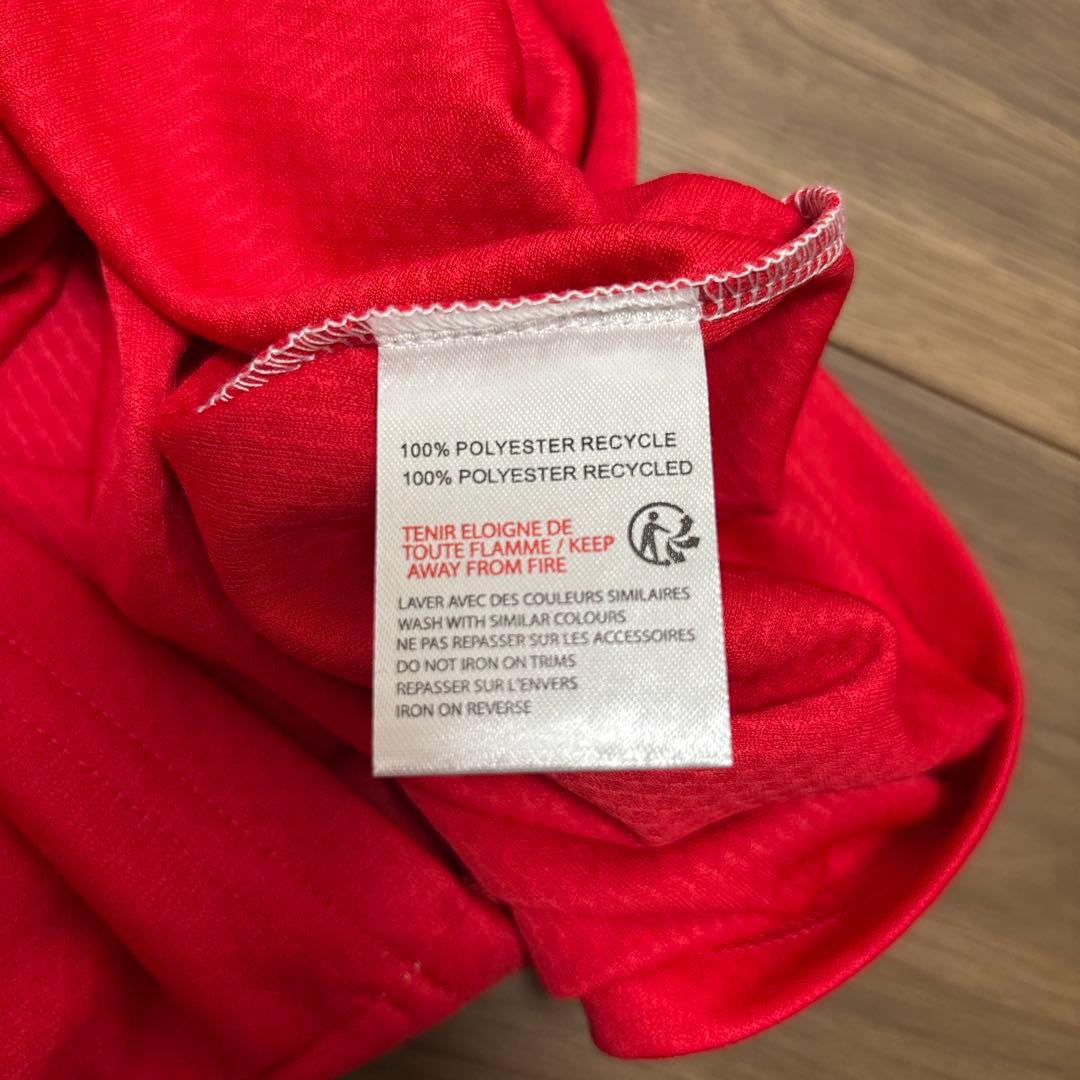 100% POLYESTER RECYCLE
100% POLYESTER RECYCLED
TENIR ELOIGNE DE
TOUTE FLAMME / KEEP
AWAY FROM FIRE
LAVER AVEC DES COULEURS SIMILAIRES
WASH WITH SIMILAR COLOURS
NE PAS REPASSER SUR LES ACCESSOIRES
DO NOT IRON ON TRIMS
REPASSER SUR L'ENVERS
IRON ON REVERSE